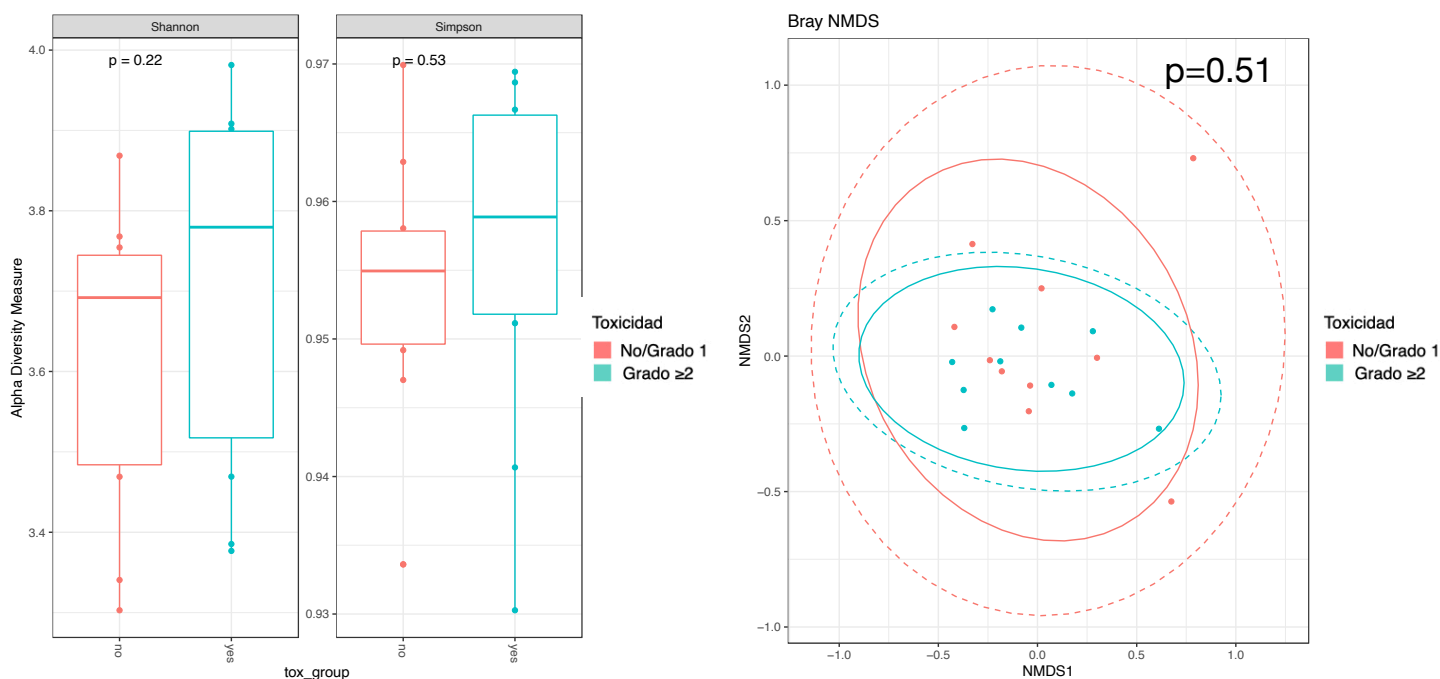 Shannon
Simpson
p = 0.22
p = 0.53
Alpha Diversity Measure
4.0
3.8
3.6
3.4
0.97
0.96
0.95
0.94
0.93
no
yes
no
yes
tox_group
Toxicidad
No/Grado 1
Grado ≥2
Bray NMDS
p=0.51
NMDS2
1.0
0.5
0.0
−0.5
−1.0
−1.0
−0.5
0.0
0.5
1.0
NMDS1
Toxicidad
No/Grado 1
Grado ≥2